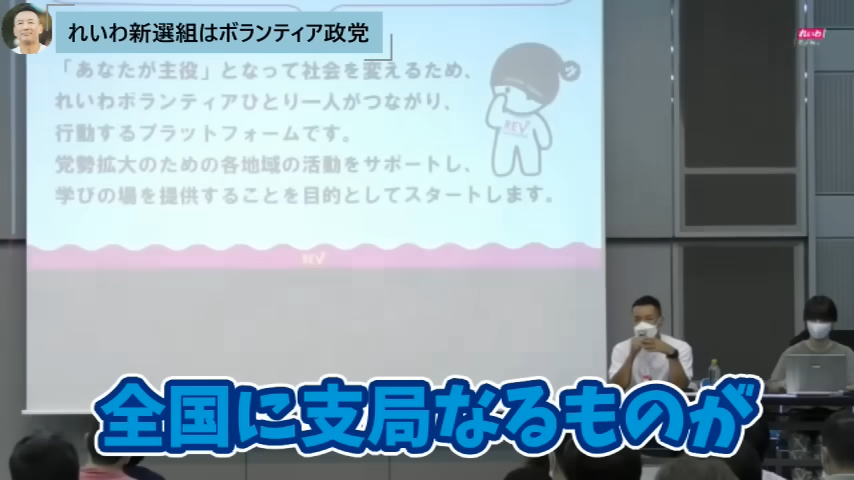 れいわ新選組はボランティア政党
れいわ
「あなたが主役」となって社会を変えるため、
れいわボランティアひとり一人がつながり、
行動するプラットフォームです。
党勢拡大のための各地域の活動をサポートし、
学びの場を提供することを目的としてスタートします。
REV
REV
全国に支局なるものが